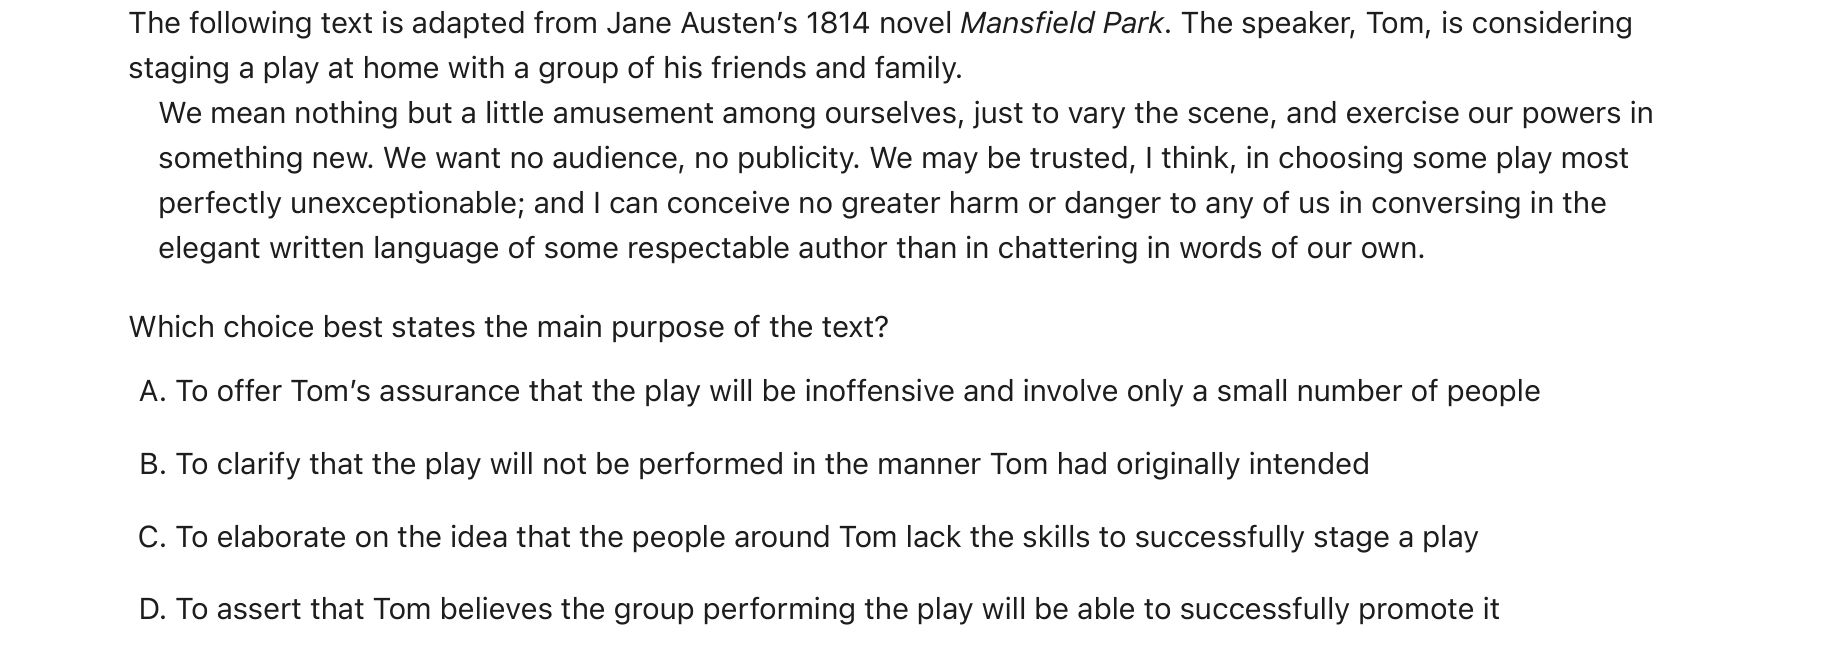 The following text is adapted from Jane Austen’s 1814 novel Mansfield Park. The speaker, Tom, is considering
staging a play at home with a group of his friends and family.
We mean nothing but a little amusement among ourselves, just to vary the scene, and exercise our powers in
something new. We want no audience, no publicity. We may be trusted, I think, in choosing some play most
perfectly unexceptionable; and I can conceive no greater harm or danger to any of us in conversing in the
elegant written language of some respectable author than in chattering in words of our own.
Which choice best states the main purpose of the text?
A. To offer Tom’s assurance that the play will be inoffensive and involve only a small number of people
B. To clarify that the play will not be performed in the manner Tom had originally intended
C. To elaborate on the idea that the people around Tom lack the skills to successfully stage a play
D. To assert that Tom believes the group performing the play will be able to successfully promote it